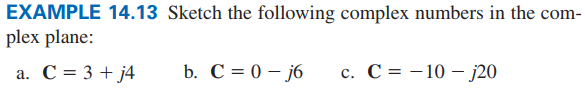 EXAMPLE 14.13 Sketch the following complex numbers in the com-
plex plane:
a. C = 3 + j4 b. C = 0 − j6 c. C = −10 − j20